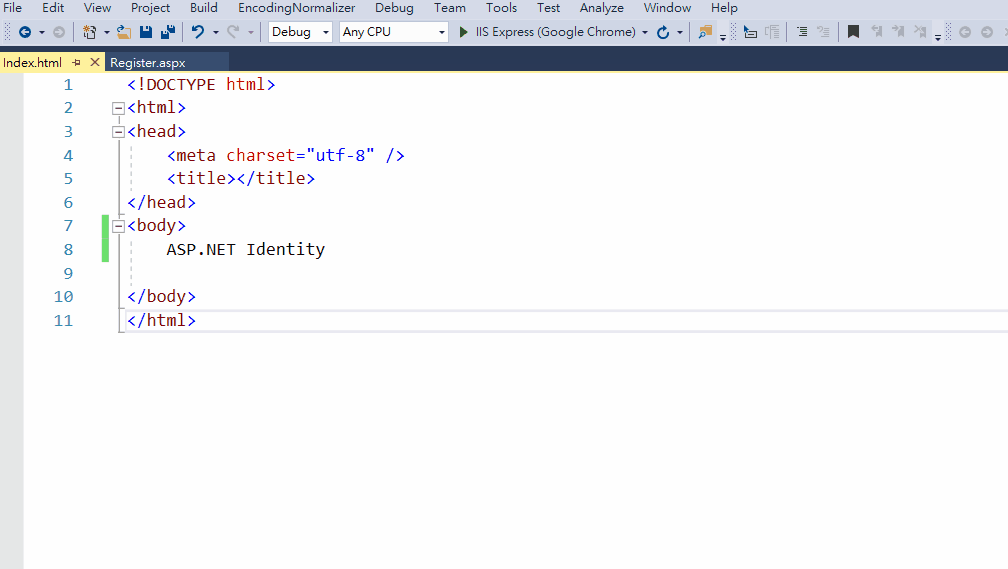 File Edit View Project Build EncodingNormalizer Debug Team Tools Test Analyze Window Help
Debug Any CPU IIS Express (Google Chrome)
Index.html Register.aspx
1 <!DOCTYPE html>
2 <html>
3 <head>
4 <meta charset="utf-8" />
5 <title></title>
6 </head>
7 <body>
8 ASP.NET Identity
9
10 </body>
11 </html>